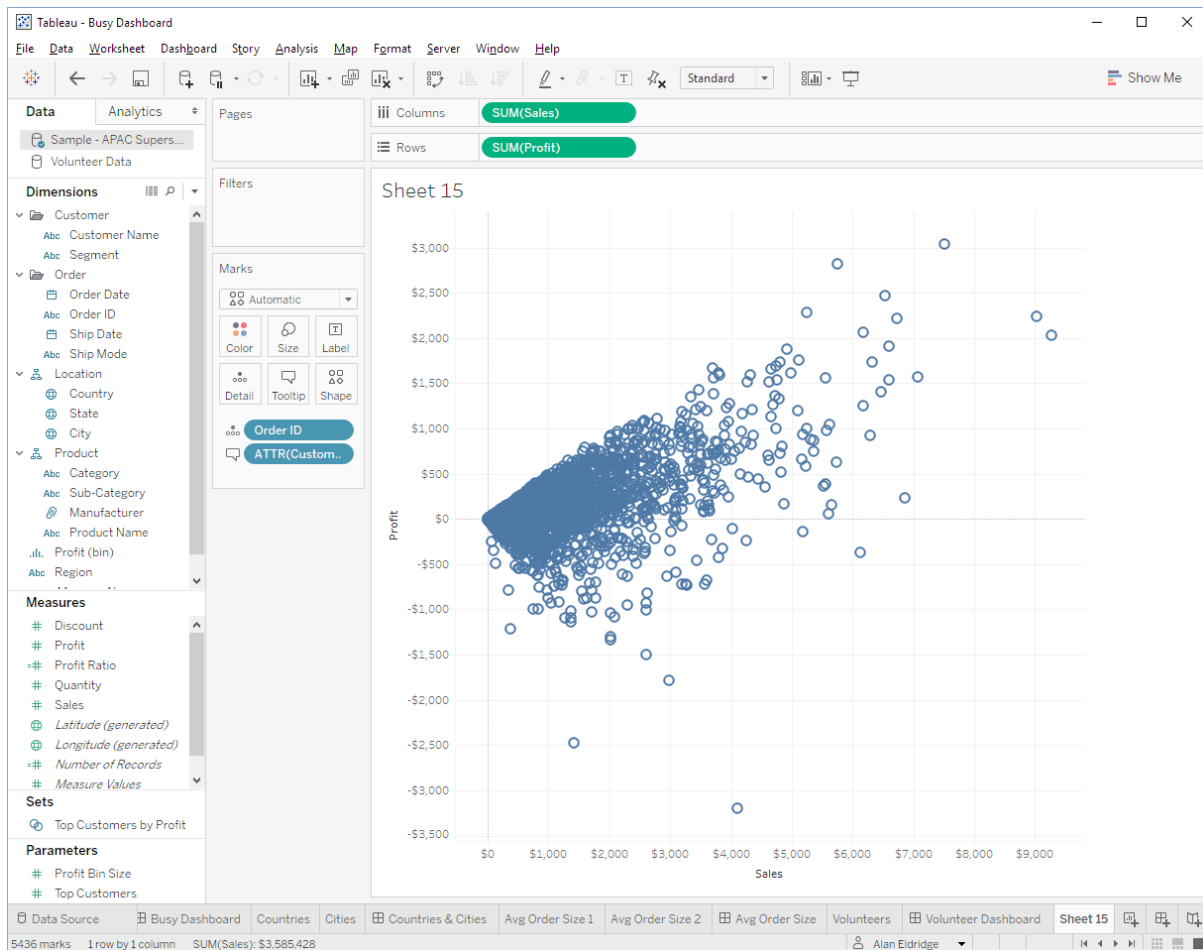 Tableau - Busy Dashboard
File Data Worksheet Dashboard Story Analysis Map Format Server Window Help
Standard
Show Me
Data Analytics
Sample - APAC Supers...
Volunteer Data
Dimensions
Customer
Abc Customer Name
Abc Segment
Order
Order Date
Abc Order ID
Ship Date
Abc Ship Mode
Location
Country
State
City
Product
Abc Category
Abc Sub-Category
Manufacturer
Abc Product Name
Profit (bin)
Abc Region
Measures
# Discount
# Profit
=# Profit Ratio
# Quantity
# Sales
Latitude (generated)
Longitude (generated)
=# Number of Records
# Measure Values
Sets
Top Customers by Profit
Parameters
# Profit Bin Size
# Top Customers
Pages
Filters
Marks
Automatic
Color Size Label
Detail Tooltip Shape
Order ID
ATTR(Custom..
Columns SUM(Sales)
Rows SUM(Profit)
Sheet 15
$3,000
$2,500
$2,000
$1,500
$1,000
$500
$0
-$500
-$1,000
-$1,500
-$2,000
-$2,500
-$3,000
-$3,500
Profit
$0 $1,000 $2,000 $3,000 $4,000 $5,000 $6,000 $7,000 $8,000 $9,000
Sales
Data Source Busy Dashboard Countries Cities Countries & Cities Avg Order Size 1 Avg Order Size 2 Avg Order Size Volunteers Volunteer Dashboard Sheet 15
5436 marks 1 row by 1 column SUM(Sales): $3,585,428 Alan Eldridge